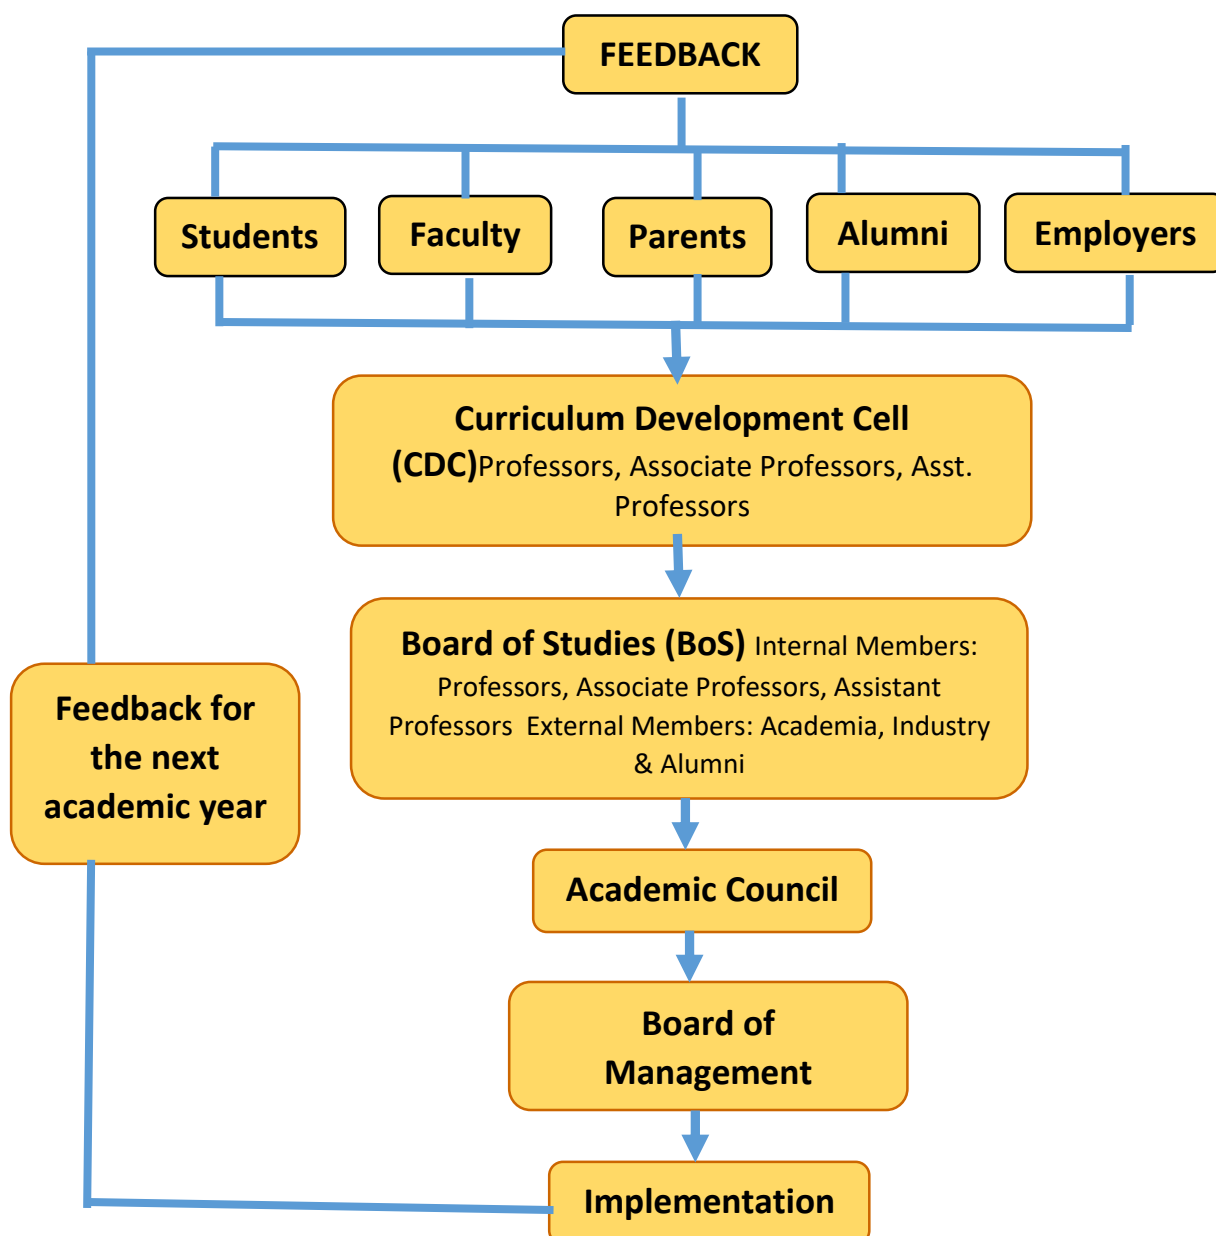 FEEDBACK
Students
Faculty
Parents
Alumni
Employers
Curriculum Development Cell
(CDC)Professors, Associate Professors, Asst.
Professors
Board of Studies (BoS) Internal Members:
Professors, Associate Professors, Assistant
Professors External Members: Academia, Industry
& Alumni
Feedback for
the next
academic year
Academic Council
Board of
Management
Implementation